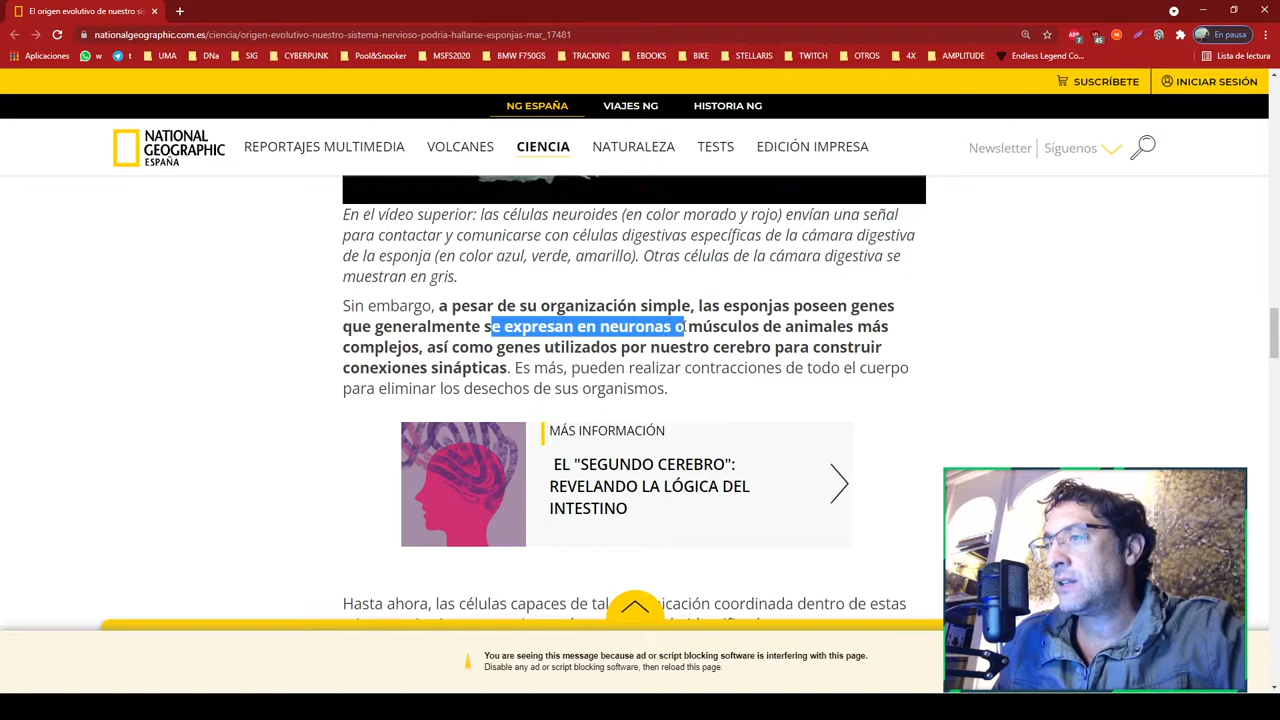 El origen evolutivo de nuestro sis
nationalgeographic.com.es/ciencia/origen-evolutivo-nuestro-sistema-nervioso-podria-hallarse-esponjas-mar_17481
En pausa
Aplicaciones w t UMA DNa SIG CYBERPUNK Pool&Snooker MSFS2020 BMW F750GS TRACKING EBOOKS BIKE STELLARIS TWITCH OTROS 4X AMPLITUDE Endless Legend Co... Lista de lectura
SUSCRÍBETE INICIAR SESIÓN
NG ESPAÑA VIAJES NG HISTORIA NG
NATIONAL
GEOGRAPHIC
ESPAÑA
REPORTAJES MULTIMEDIA VOLCANES CIENCIA NATURALEZA TESTS EDICIÓN IMPRESA Newsletter Síguenos
En el vídeo superior: las células neuroides (en color morado y rojo) envían una señal
para contactar y comunicarse con células digestivas específicas de la cámara digestiva
de la esponja (en color azul, verde, amarillo). Otras células de la cámara digestiva se
muestran en gris.
Sin embargo, a pesar de su organización simple, las esponjas poseen genes
que generalmente se expresan en neuronas o músculos de animales más
complejos, así como genes utilizados por nuestro cerebro para construir
conexiones sinápticas. Es más, pueden realizar contracciones de todo el cuerpo
para eliminar los desechos de sus organismos.
MÁS INFORMACIÓN
EL "SEGUNDO CEREBRO":
REVELANDO LA LÓGICA DEL
INTESTINO
Hasta ahora, las células capaces de tal nicación coordinada dentro de estas
You are seeing this message because ad or script blocking software is interfering with this page.
Disable any ad or script blocking software, then reload this page.